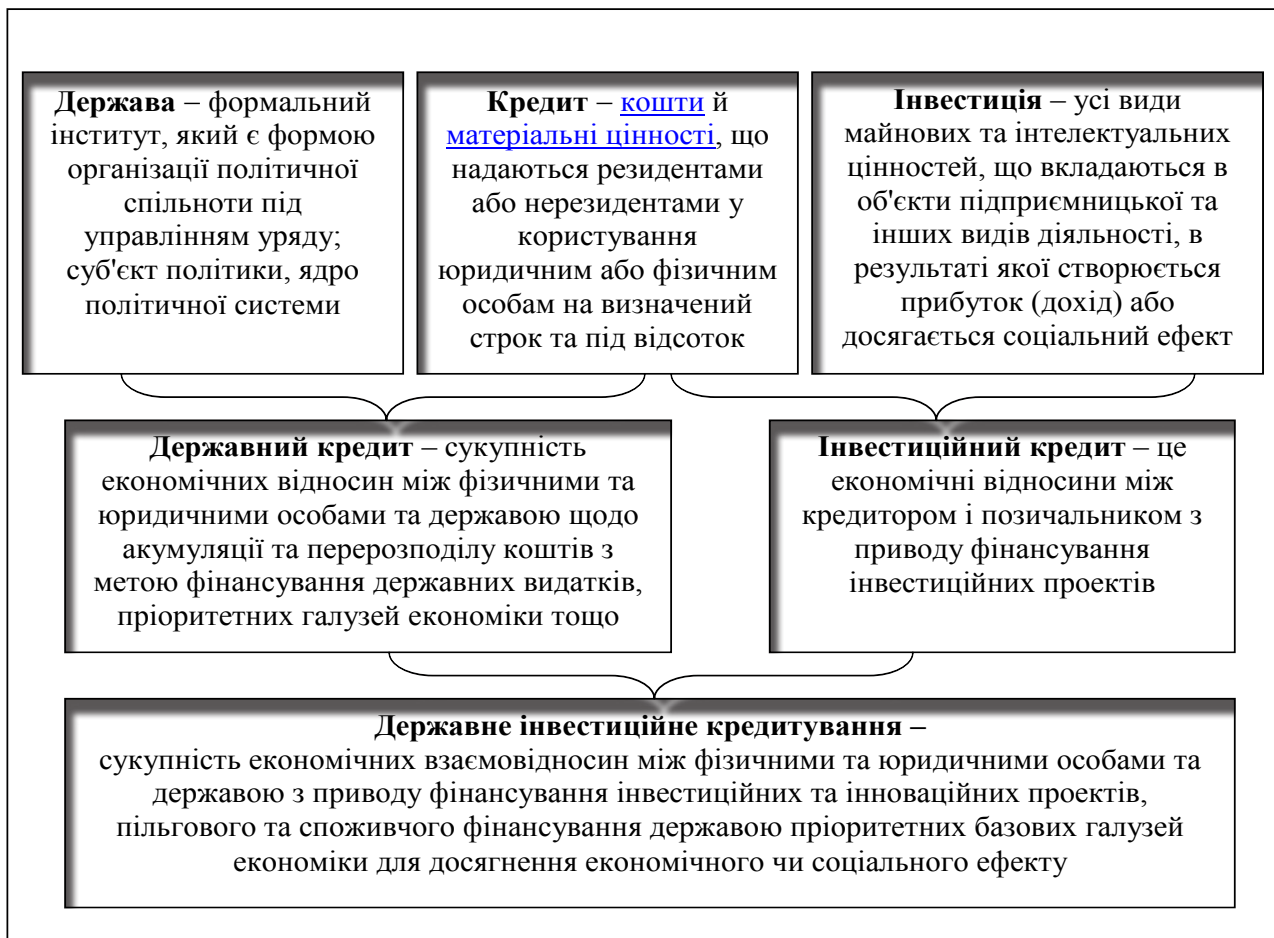 Держава – формальний
інститут, який є формою
організації політичної
спільноти під
управлінням уряду;
суб'єкт політики, ядро
політичної системи
Кредит – кошти й
матеріальні цінності, що
надаються резидентами
або нерезидентами у
користування
юридичним або фізичним
особам на визначений
строк та під відсоток
Інвестиція – усі види
майнових та інтелектуальних
цінностей, що вкладаються в
об'єкти підприємницької та
інших видів діяльності, в
результаті якої створюється
прибуток (дохід) або
досягається соціальний ефект
Державний кредит – сукупність
економічних відносин між фізичними та
юридичними особами та державою щодо
акумуляції та перерозподілу коштів з
метою фінансування державних видатків,
пріоритетних галузей економіки тощо
Інвестиційний кредит – це
економічні відносини між
кредитором і позичальником з
приводу фінансування
інвестиційних проектів
Державне інвестиційне кредитування –
сукупність економічних взаємовідносин між фізичними та юридичними особами та
державою з приводу фінансування інвестиційних та інноваційних проектів,
пільгового та споживчого фінансування державою пріоритетних базових галузей
економіки для досягнення економічного чи соціального ефекту